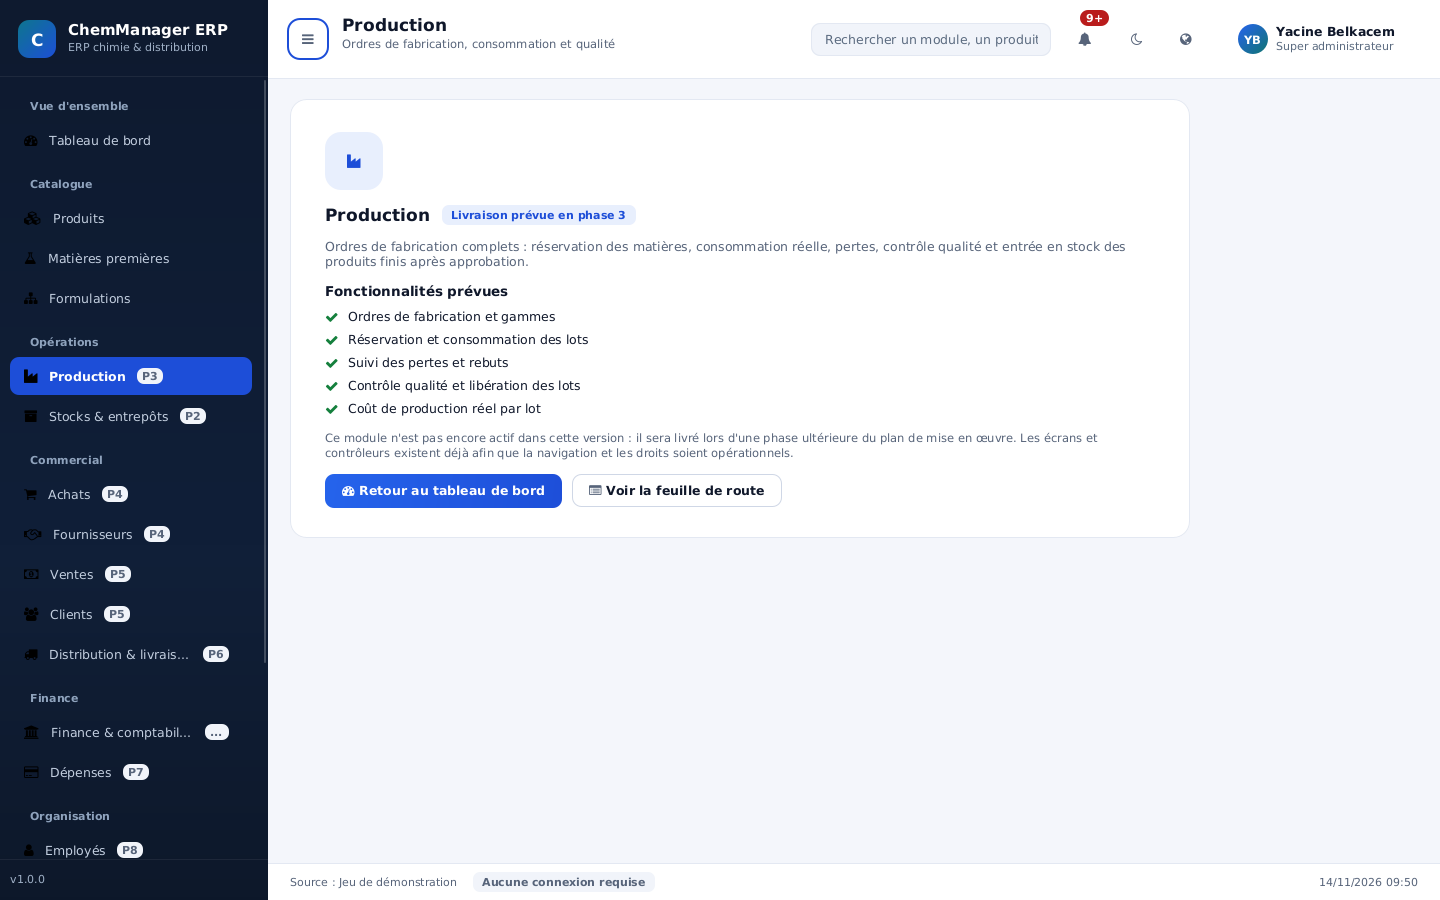 C
ChemManager ERP
ERP chimie & distribution
Vue d'ensemble
Tableau de bord
Catalogue
Produits
Matières premières
Formulations
Opérations
Production P3
Stocks & entrepôts P2
Commercial
Achats P4
Fournisseurs P4
Ventes P5
Clients P5
Distribution & livrais... P6
Finance
Finance & comptabil... ...
Dépenses P7
Organisation
Employés P8
v1.0.0
Production
Ordres de fabrication, consommation et qualité
Rechercher un module, un produit
9+
YB
Yacine Belkacem
Super administrateur
Production Livraison prévue en phase 3
Ordres de fabrication complets : réservation des matières, consommation réelle, pertes, contrôle qualité et entrée en stock des
produits finis après approbation.
Fonctionnalités prévues
Ordres de fabrication et gammes
Réservation et consommation des lots
Suivi des pertes et rebuts
Contrôle qualité et libération des lots
Coût de production réel par lot
Ce module n'est pas encore actif dans cette version : il sera livré lors d'une phase ultérieure du plan de mise en œuvre. Les écrans et
contrôleurs existent déjà afin que la navigation et les droits soient opérationnels.
Retour au tableau de bord
Voir la feuille de route
Source : Jeu de démonstration
Aucune connexion requise
14/11/2026 09:50